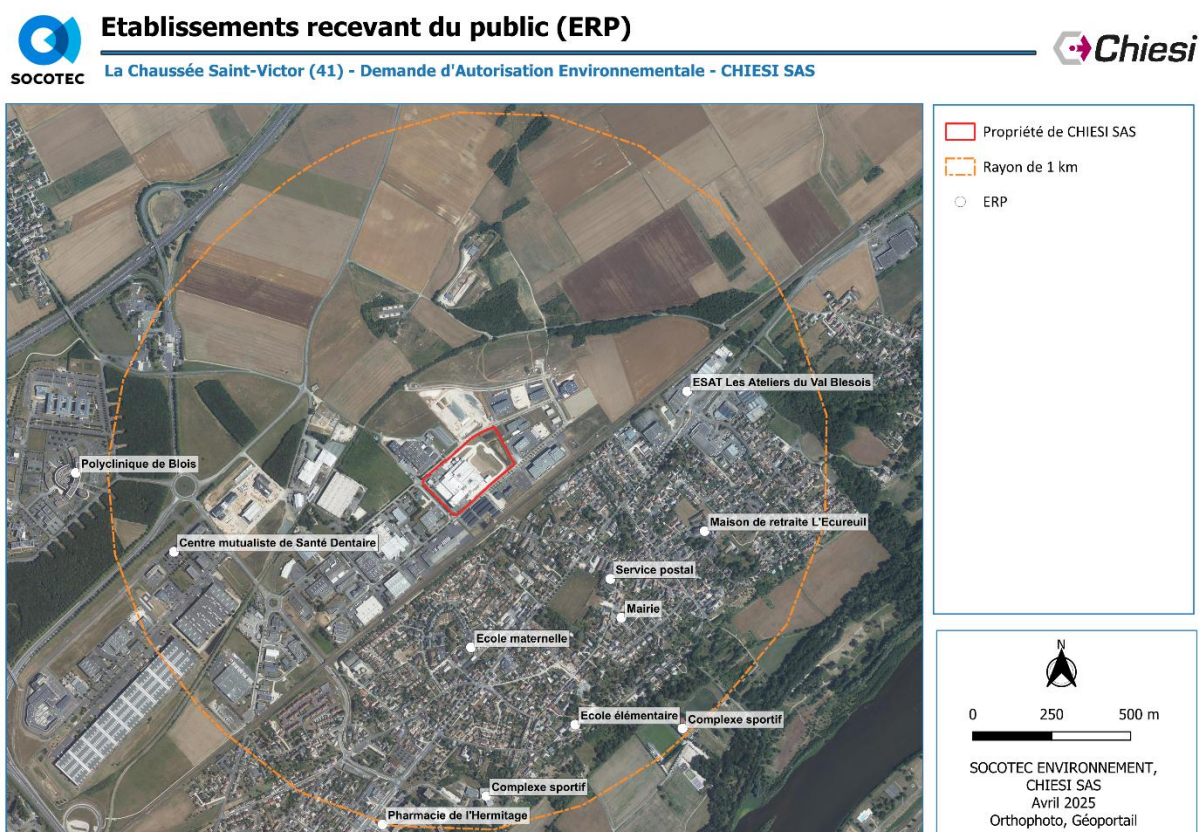 SOCOTEC
Etablissements recevant du public (ERP)
La Chaussée Saint-Victor (41) - Demande d'Autorisation Environnementale - CHIESI SAS
Chiesi
Propriété de CHIESI SAS
Rayon de 1 km
ERP
ESAT Les Ateliers du Val Blesois
Polyclinique de Blois
Maison de retraite L'Ecureuil
Centre mutualiste de Santé Dentaire
Service postal
Mairie
Ecole maternelle
Ecole élémentaire
Complexe sportif
Complexe sportif
Pharmacie de l'Hermitage
N
0 250 500 m
SOCOTEC ENVIRONNEMENT,
CHIESI SAS
Avril 2025
Orthophoto, Géoportail